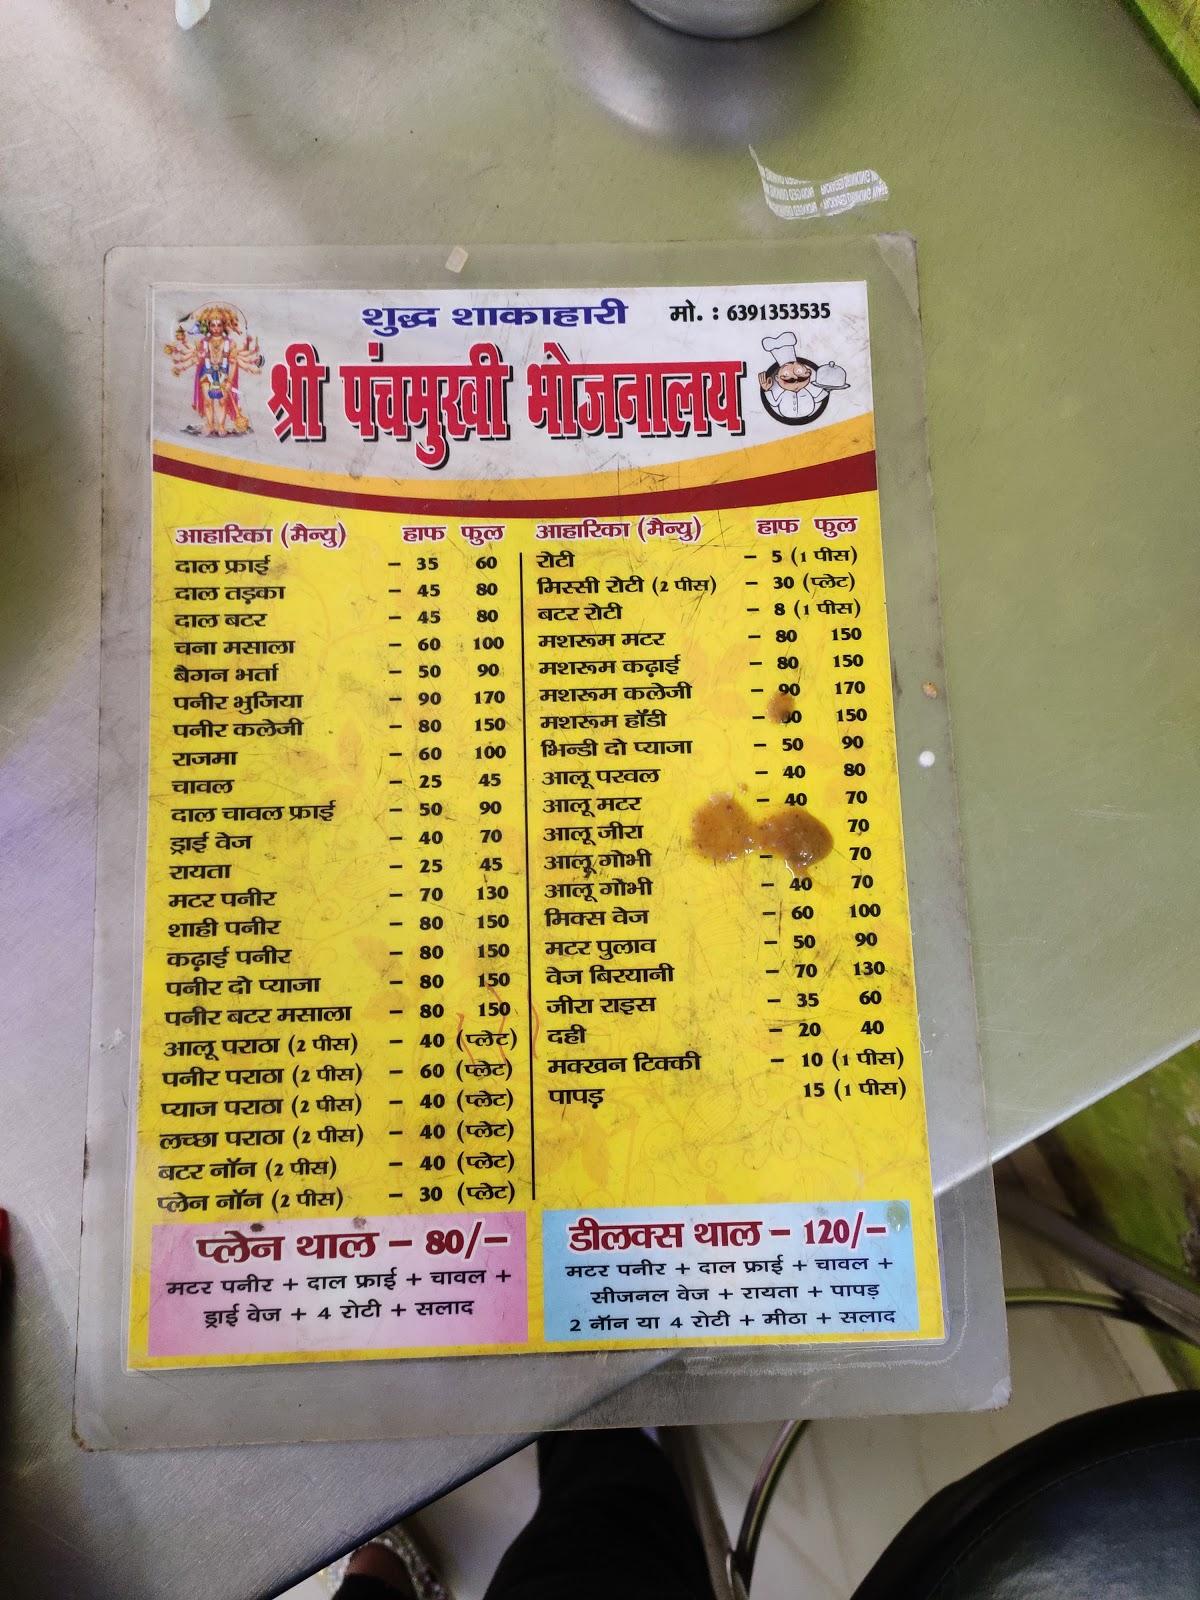 शुद्ध शाकाहारी
मो. : 6391353535
श्री पंचमुखी भोजनालय
आहारिका (मैन्यु) हाफ फुल
दाल फ्राई – 35 60
दाल तड़का – 45 80
दाल बटर – 45 80
चना मसाला – 60 100
बैगन भर्ता – 50 90
पनीर भुजिया – 90 170
पनीर कलेजी – 80 150
राजमा – 60 100
चावल – 25 45
दाल चावल फ्राई – 50 90
ड्राई वेज – 40 70
रायता – 25 45
मटर पनीर – 70 130
शाही पनीर – 80 150
कढ़ाई पनीर – 80 150
पनीर दो प्याजा – 80 150
पनीर बटर मसाला – 80 150
आलू पराठा (2 पीस) – 40 (प्लेट)
पनीर पराठा (2 पीस) – 60 (प्लेट)
प्याज पराठा (2 पीस) – 40 (प्लेट)
लच्छा पराठा (2 पीस) – 40 (प्लेट)
बटर नॉन (2 पीस) – 40 (प्लेट)
प्लेन नॉन (2 पीस) – 30 (प्लेट)
आहारिका (मैन्यु) हाफ फुल
रोटी – 5 (1 पीस)
मिस्सी रोटी (2 पीस) – 30 (प्लेट)
बटर रोटी – 8 (1 पीस)
मशरूम मटर – 80 150
मशरूम कढ़ाई – 80 150
मशरूम कलेजी – 90 170
मशरूम हाँडी – 150
भिन्डी दो प्याजा – 50 90
आलू परवल – 40 80
आलू मटर – 40 70
आलू जीरा 70
आलू गोभी – 70
आलू गोभी – 40 70
मिक्स वेज – 60 100
मटर पुलाव – 50 90
वेज बिरयानी – 70 130
जीरा राइस – 35 60
दही – 20 40
मक्खन टिक्की – 10 (1 पीस)
पापड़ 15 (1 पीस)
प्लेन थाल – 80/–
मटर पनीर + दाल फ्राई + चावल +
ड्राई वेज + 4 रोटी + सलाद
डीलक्स थाल – 120/–
मटर पनीर + दाल फ्राई + चावल +
सीजनल वेज + रायता + पापड़
2 नॉन या 4 रोटी + मीठा + सलाद